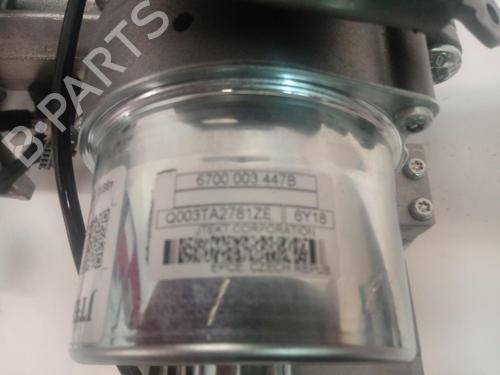 B-PARTS
6700 003 447B
Q003TA2781ZE 6Y18
JTEKT CORPORATION
EPCE, CZECH REPUB